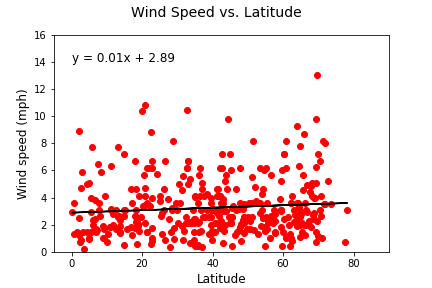 Wind Speed vs. Latitude
16
14
12
10
8
6
4
2
0
y = 0.01x + 2.89
Wind speed (mph)
0 20 40 60 80
Latitude